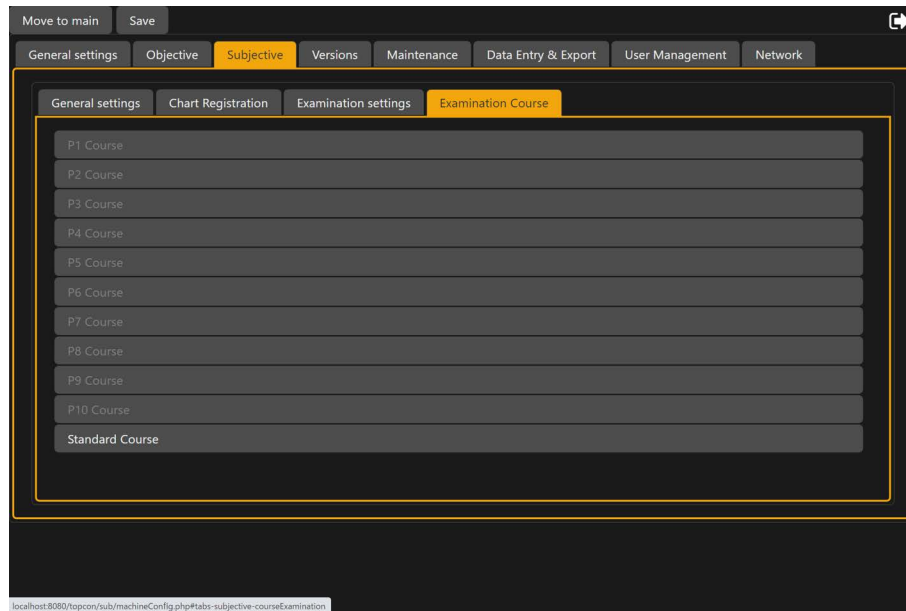 Move to main Save
General settings Objective Subjective Versions Maintenance Data Entry & Export User Management Network
General settings Chart Registration Examination settings Examination Course
P1 Course
P2 Course
P3 Course
P4 Course
P5 Course
P6 Course
P7 Course
P8 Course
P9 Course
P10 Course
Standard Course
localhost:8080/topcon/sub/machineConfig.php#tabs-subjective-courseExamination